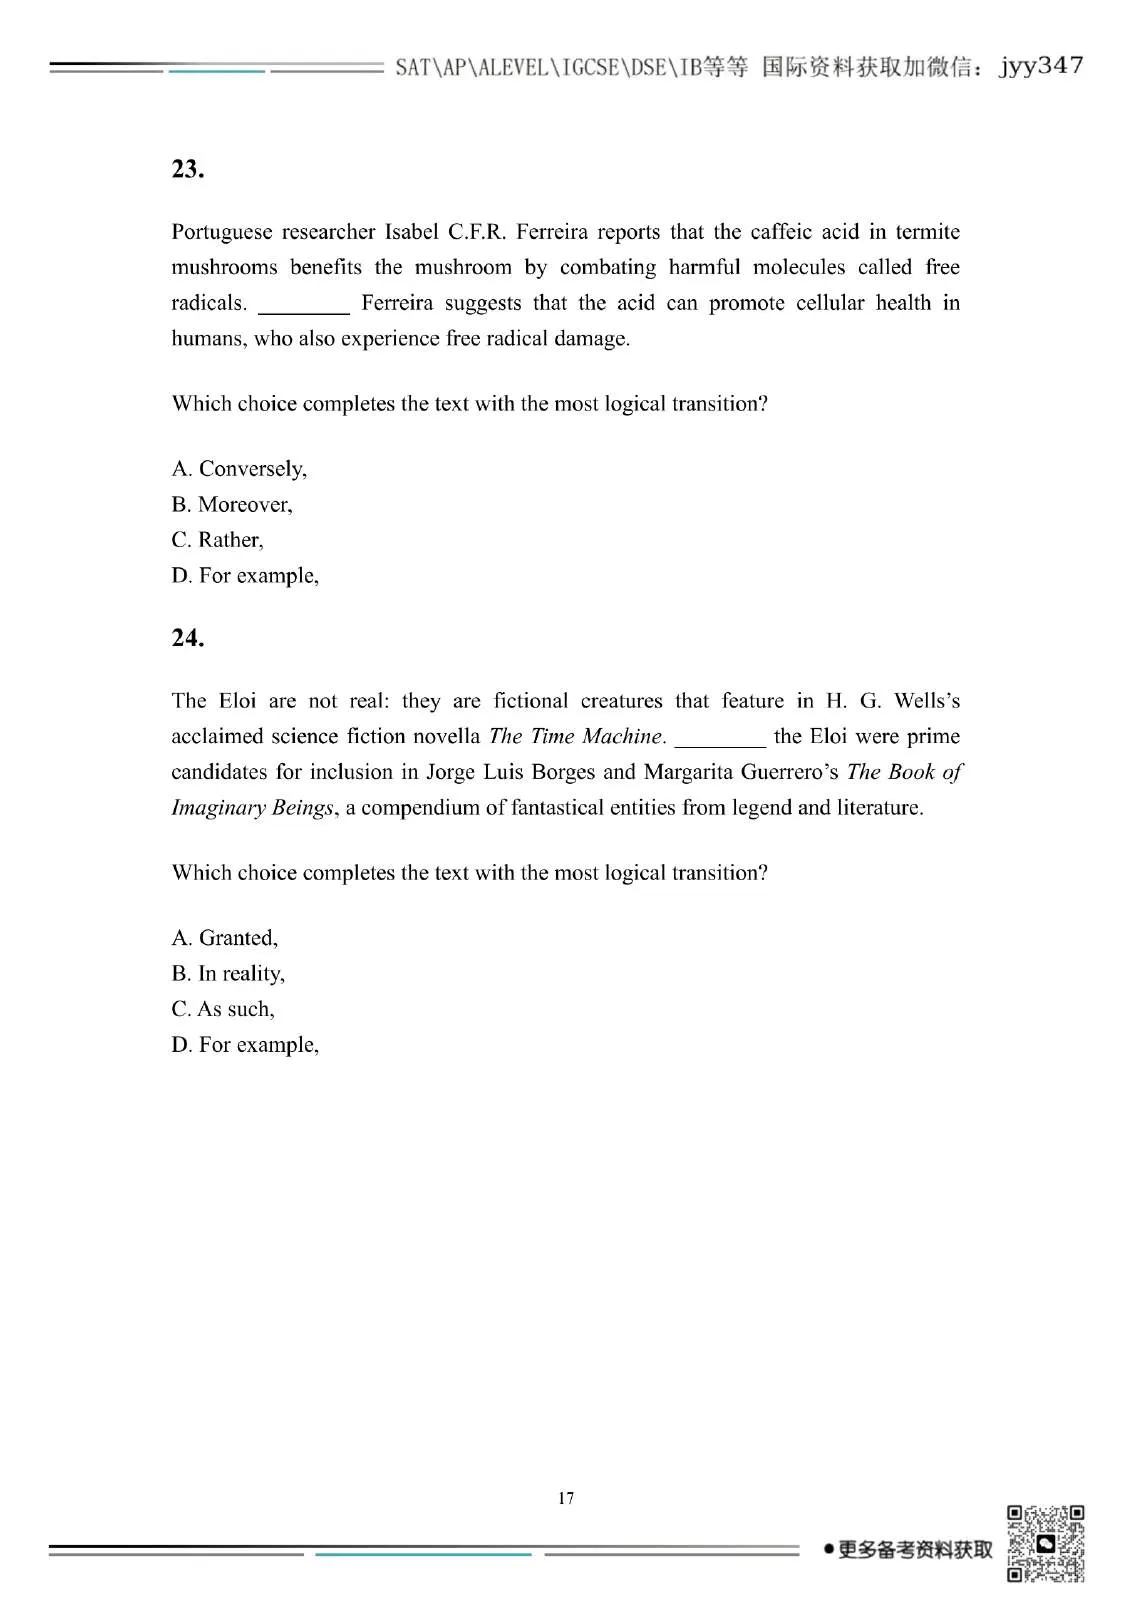 SAT\AP\ALEVEL\IGCSE\DSE\IB等等 国际资料获取加微信：jyy347
23.
Portuguese researcher Isabel C.F.R. Ferreira reports that the caffeic acid in termite
mushrooms benefits the mushroom by combating harmful molecules called free
radicals. ________ Ferreira suggests that the acid can promote cellular health in
humans, who also experience free radical damage.
Which choice completes the text with the most logical transition?
A. Conversely,
B. Moreover,
C. Rather,
D. For example,
24.
The Eloi are not real: they are fictional creatures that feature in H. G. Wells’s
acclaimed science fiction novella The Time Machine. ________ the Eloi were prime
candidates for inclusion in Jorge Luis Borges and Margarita Guerrero’s The Book of
Imaginary Beings, a compendium of fantastical entities from legend and literature.
Which choice completes the text with the most logical transition?
A. Granted,
B. In reality,
C. As such,
D. For example,
17
●更多备考资料获取